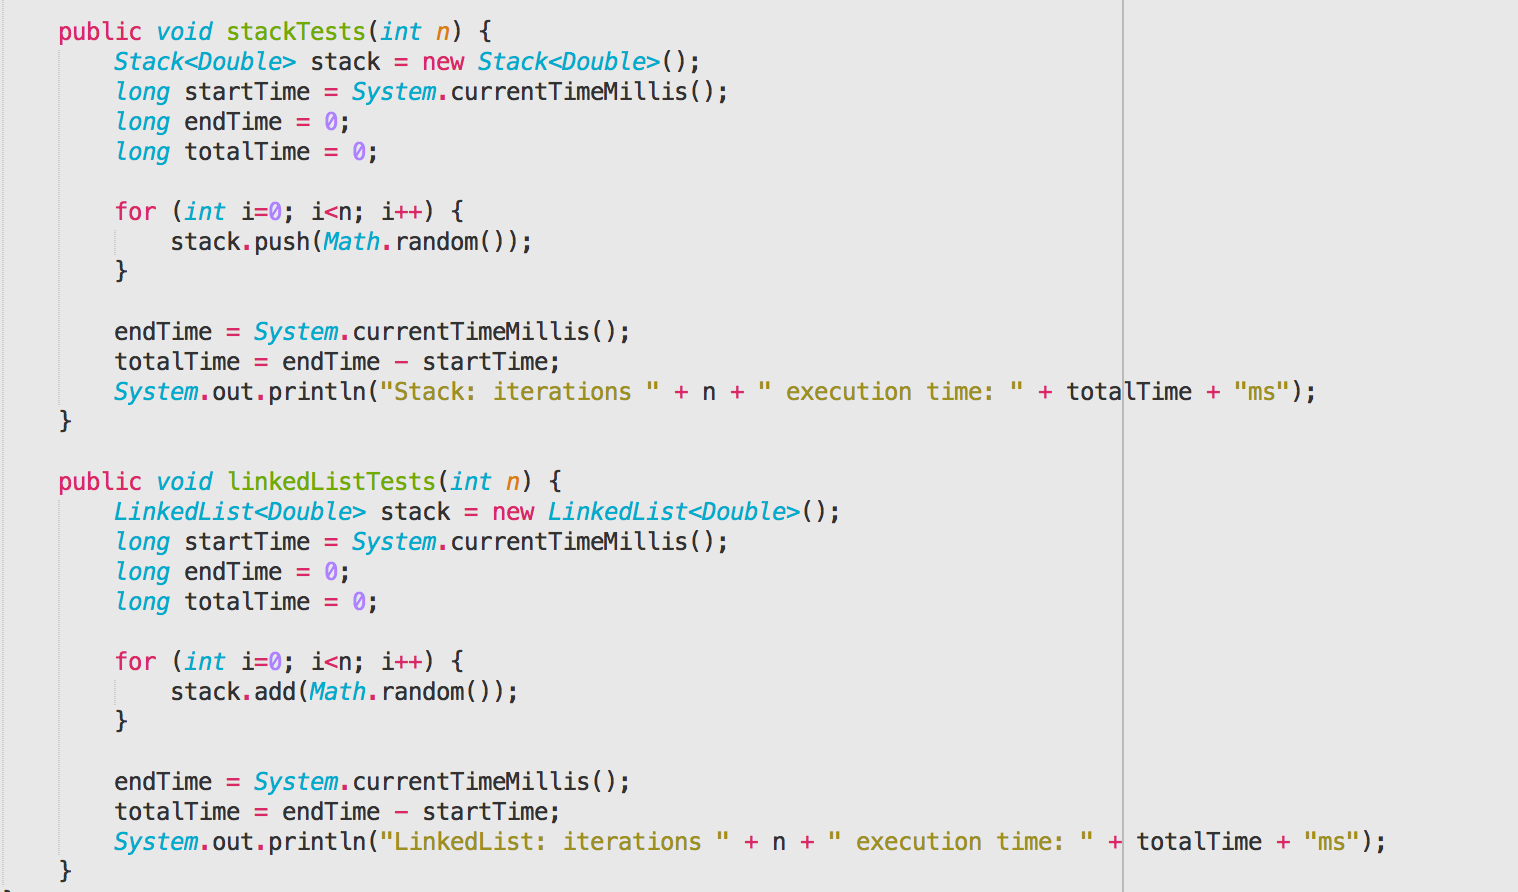 public void stackTests(int n) {
Stack<Double> stack = new Stack<Double>();
long startTime = System.currentTimeMillis();
long endTime = 0;
long totalTime = 0;
for (int i=0; i<n; i++) {
stack.push(Math.random());
}
endTime = System.currentTimeMillis();
totalTime = endTime - startTime;
System.out.println("Stack: iterations " + n + " execution time: " + totalTime + "ms");
}
public void linkedListTests(int n) {
LinkedList<Double> stack = new LinkedList<Double>();
long startTime = System.currentTimeMillis();
long endTime = 0;
long totalTime = 0;
for (int i=0; i<n; i++) {
stack.add(Math.random());
}
endTime = System.currentTimeMillis();
totalTime = endTime - startTime;
System.out.println("LinkedList: iterations " + n + " execution time: " + totalTime + "ms");
}